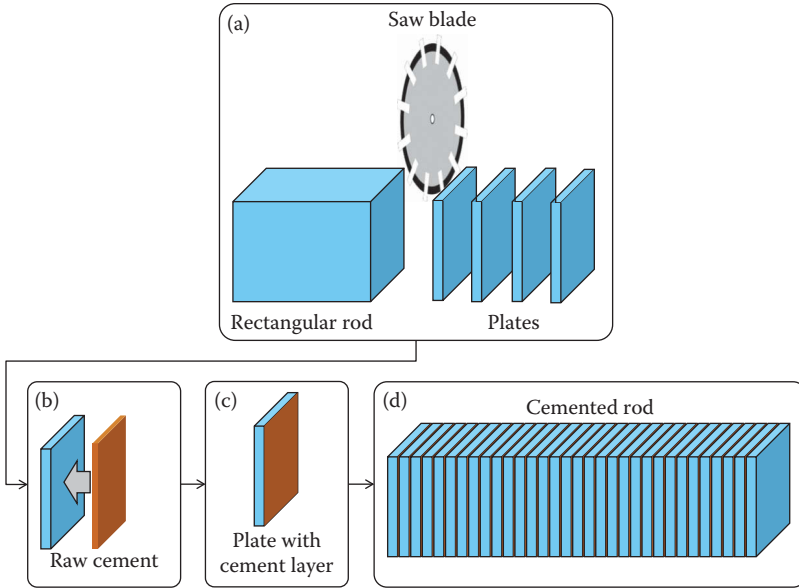 (a)
Saw blade
Rectangular rod
Plates
(b)
Raw cement
(c)
Plate with
cement layer
(d)
Cemented rod